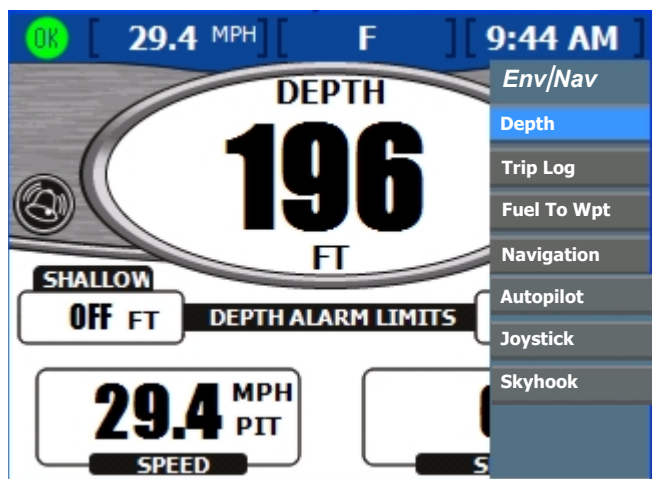 OK [ 29.4 MPH ] [ F ] [ 9:44 AM ]
Env/Nav
DEPTH
Depth
196
Trip Log
Fuel To Wpt
FT
Navigation
SHALLOW
Autopilot
OFF FT
DEPTH ALARM LIMITS
Joystick
Skyhook
29.4 MPH
PIT
SPEED